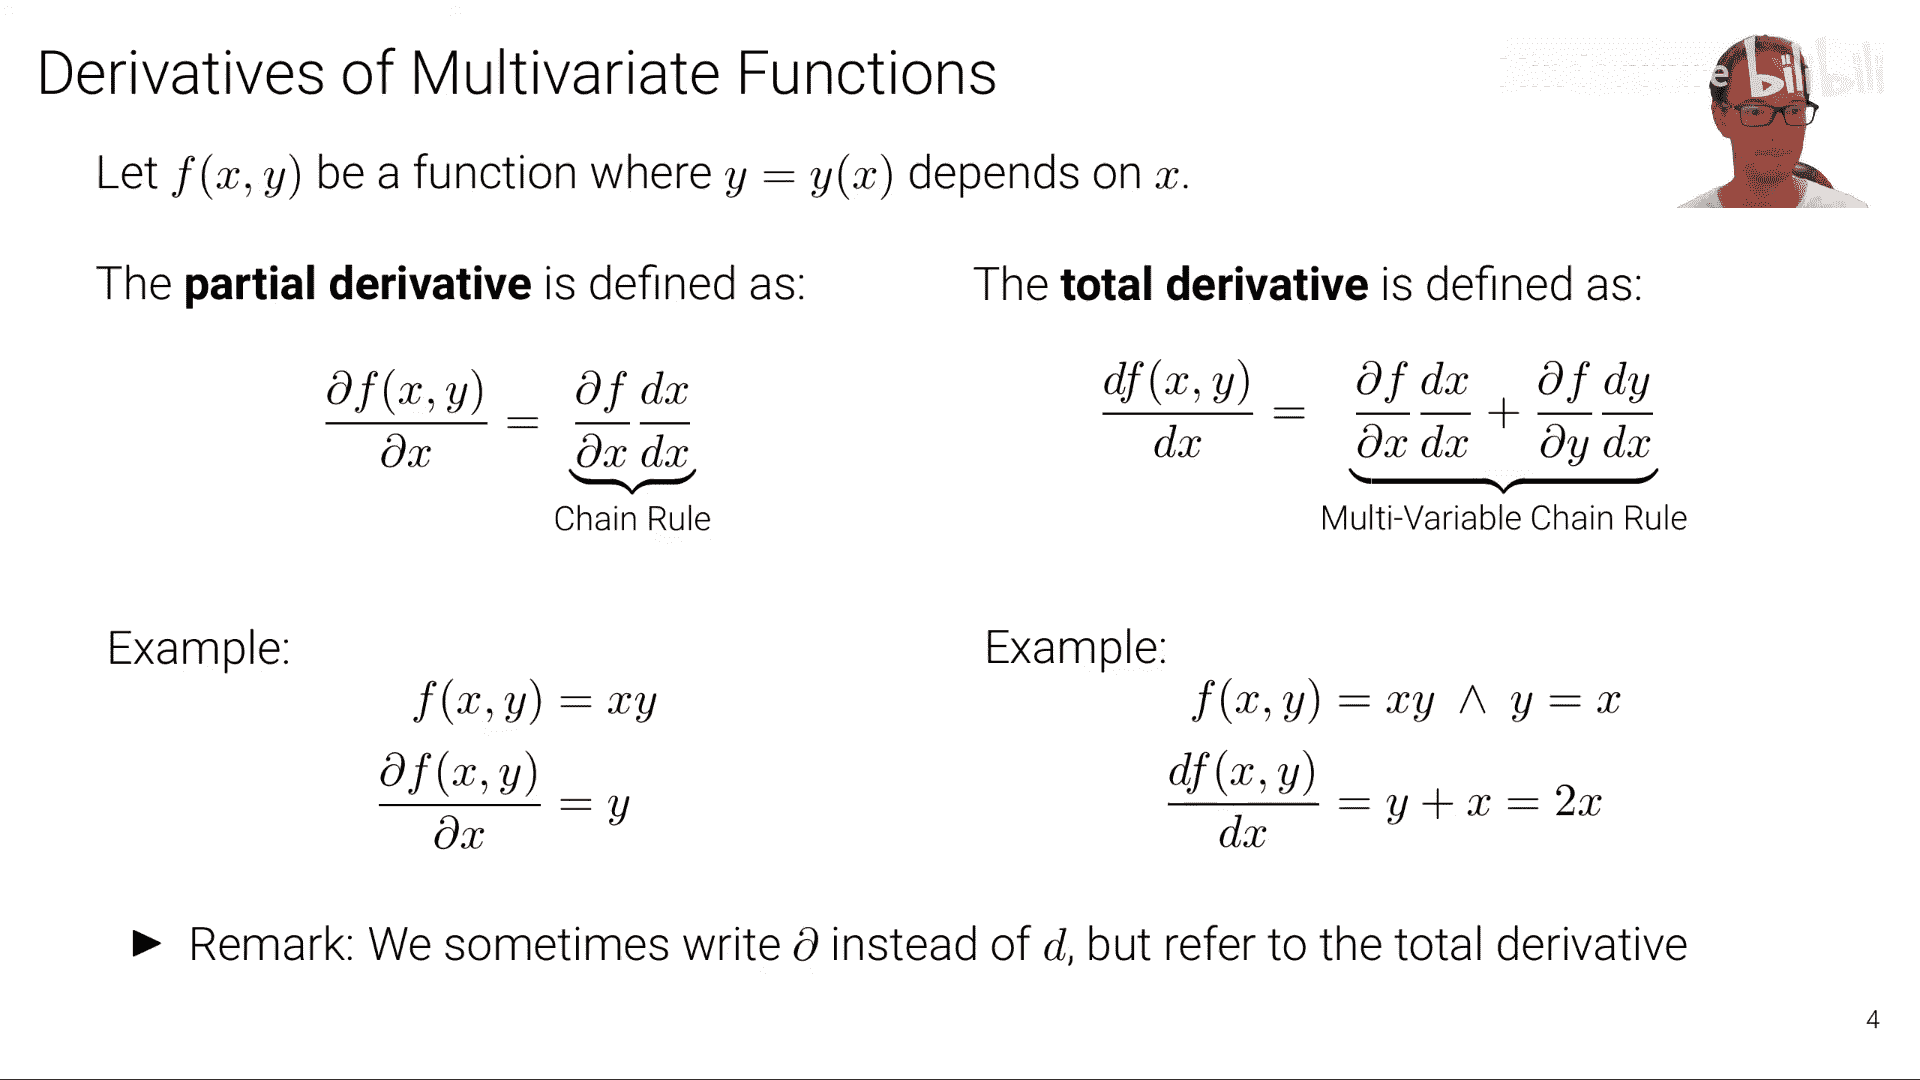 Derivatives of Multivariate Functions
bilibili
Let f(x, y) be a function where y = y(x) depends on x.
The partial derivative is defined as:
∂f(x, y)/∂x = ∂f/∂x dx/dx
Chain Rule
Example:
f(x, y) = xy
∂f(x, y)/∂x = y
The total derivative is defined as:
df(x, y)/dx = ∂f/∂x dx/dx + ∂f/∂y dy/dx
Multi-Variable Chain Rule
Example:
f(x, y) = xy ∧ y = x
df(x, y)/dx = y + x = 2x
► Remark: We sometimes write ∂ instead of d, but refer to the total derivative
4